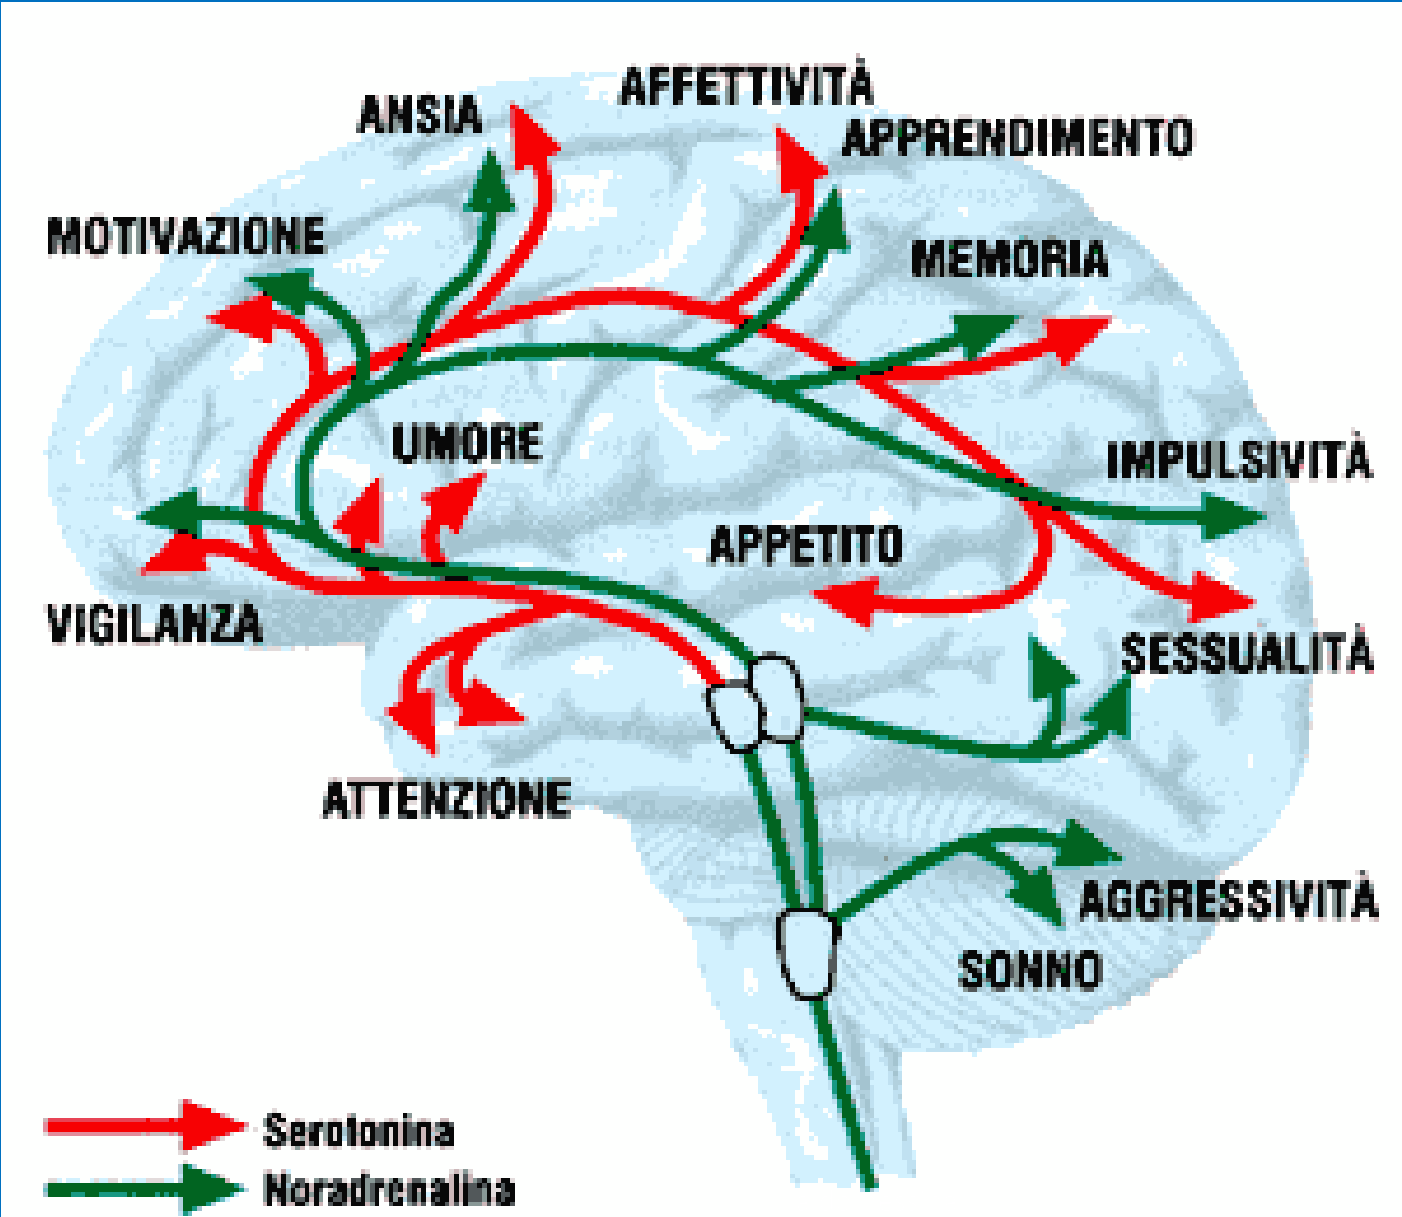 AFFETTIVITÀ
ANSIA
APPRENDIMENTO
MOTIVAZIONE
MEMORIA
UMORE
IMPULSIVITÀ
APPETITO
VIGILANZA
SESSUALITÀ
ATTENZIONE
AGGRESSIVITÀ
SONNO
Serotonina
Noradrenalina